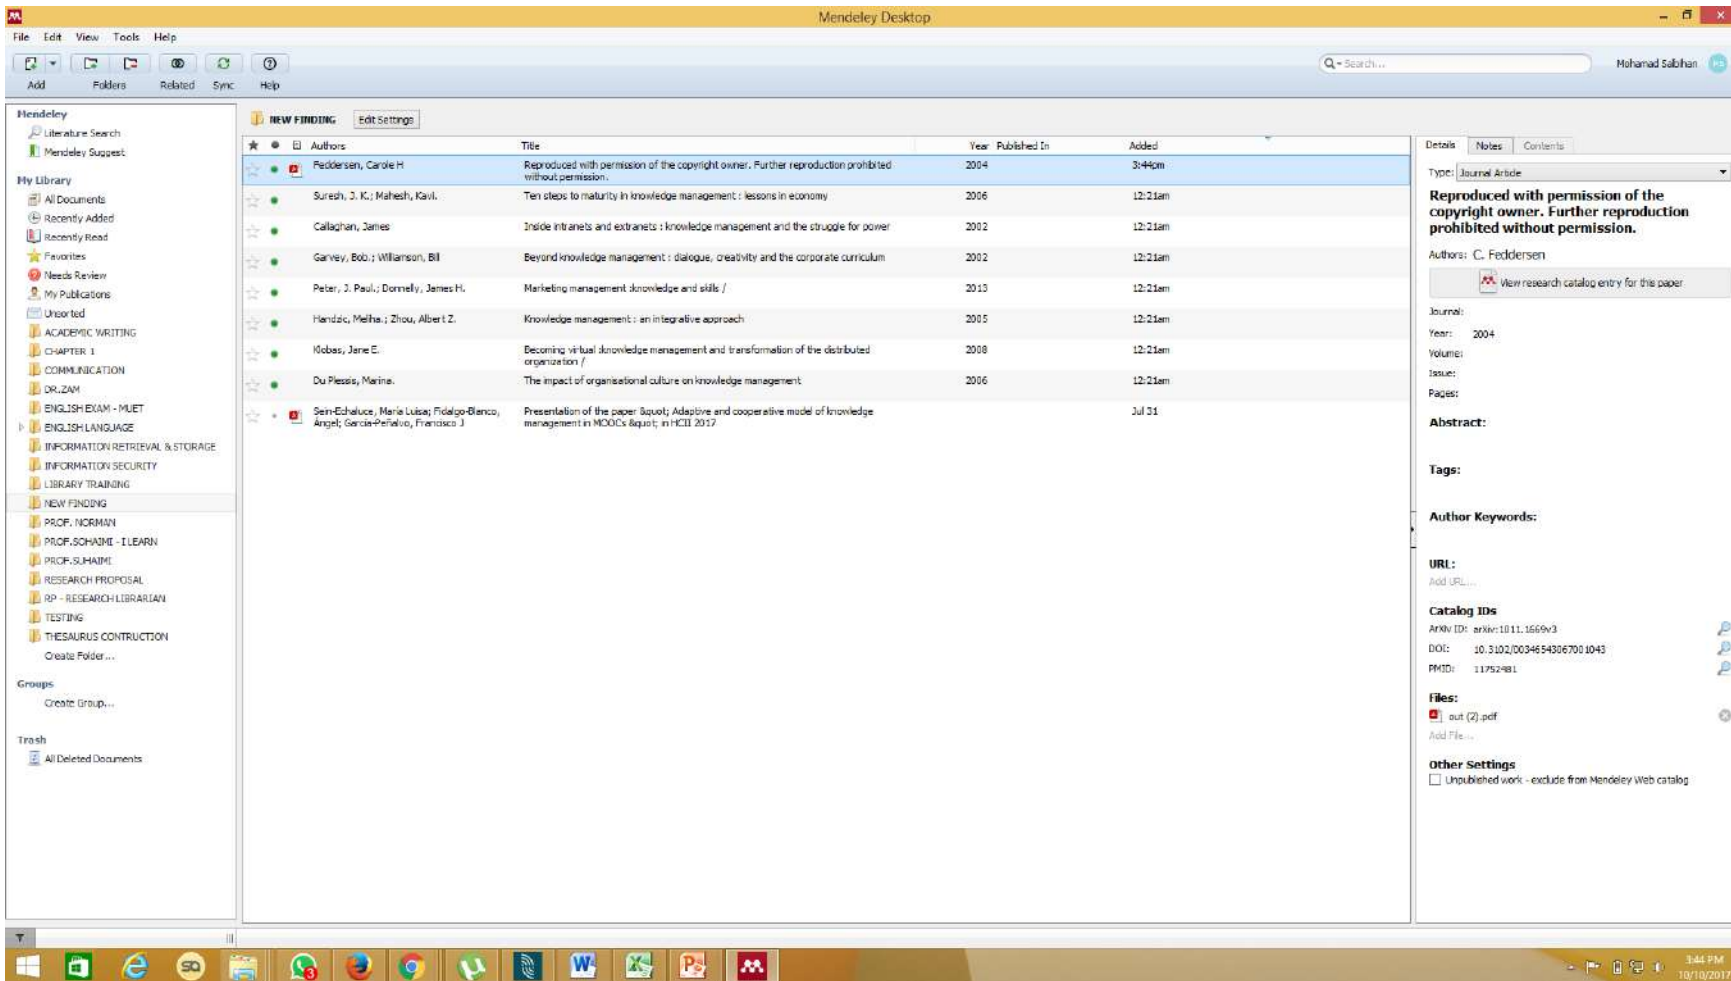 Mendeley Desktop
File Edit View Tools Help
Add Folders Related Sync Help
Search...
Mohamad Sabihan
Mendeley
Literature Search
Mendeley Suggest
My Library
All Documents
Recently Added
Recently Read
Favorites
Needs Review
My Publications
Unsorted
ACADEMIC WRITING
CHAPTER 1
COMMUNICATION
DR.ZAM
ENGLISH EXAM - MUET
ENGLISH LANGUAGE
INFORMATION RETRIEVAL & STORAGE
INFORMATION SECURITY
LIBRARY TRAINING
NEW FINDING
PROF. NORMAN
PROF.SOHAIMI - I LEARN
PROF.SUHAIMI
RESEARCH PROPOSAL
RP - RESEARCH LIBRARIAN
TESTING
THESAURUS CONTRUCTION
Create Folder...
Groups
Create Group...
Trash
All Deleted Documents
NEW FINDING Edit Settings
Authors Title Year Published In Added
Feddersen, Carole H Reproduced with permission of the copyright owner. Further reproduction prohibited 2004 3:44pm
without permission.
Suresh, J. K.; Mahesh, Kavi. Ten steps to maturity in knowledge management : lessons in economy 2006 12:21am
Callaghan, James Inside intranets and extranets : knowledge management and the struggle for power 2002 12:21am
Garvey, Bob.; Williamson, Bill Beyond knowledge management : dialogue, creativity and the corporate curriculum 2002 12:21am
Peter, J. Paul.; Donnelly, James H. Marketing management :knowledge and skills / 2013 12:21am
Handzic, Meliha.; Zhou, Albert Z. Knowledge management : an integrative approach 2005 12:21am
Klobas, Jane E. Becoming virtual :knowledge management and transformation of the distributed 2008 12:21am
organization /
Du Plessis, Marina. The impact of organisational culture on knowledge management 2006 12:21am
Sein-Echaluce, María Luisa; Fidalgo-Blanco, Presentation of the paper &quot; Adaptive and cooperative model of knowledge Jul 31
Ángel; García-Peñalvo, Francisco J management in MOOCs &quot; in HCII 2017
Details Notes Contents
Type: Journal Article
Reproduced with permission of the
copyright owner. Further reproduction
prohibited without permission.
Authors: C. Feddersen
View research catalog entry for this paper
Journal:
Year: 2004
Volume:
Issue:
Pages:
Abstract:
Tags:
Author Keywords:
URL:
Add URL...
Catalog IDs
ArXiv ID: arXiv:1011.1669v3
DOI: 10.3102/00346543067001043
PMID: 11752481
Files:
out (2).pdf
Add File...
Other Settings
Unpublished work - exclude from Mendeley Web catalog
SQ
3
3:44 PM
10/10/2017